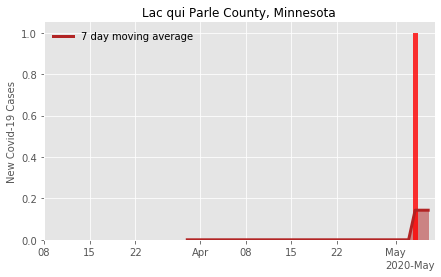 Lac qui Parle County, Minnesota
7 day moving average
New Covid-19 Cases
1.0
0.8
0.6
0.4
0.2
0.0
08 15 22 Apr 08 15 22 May
2020-May